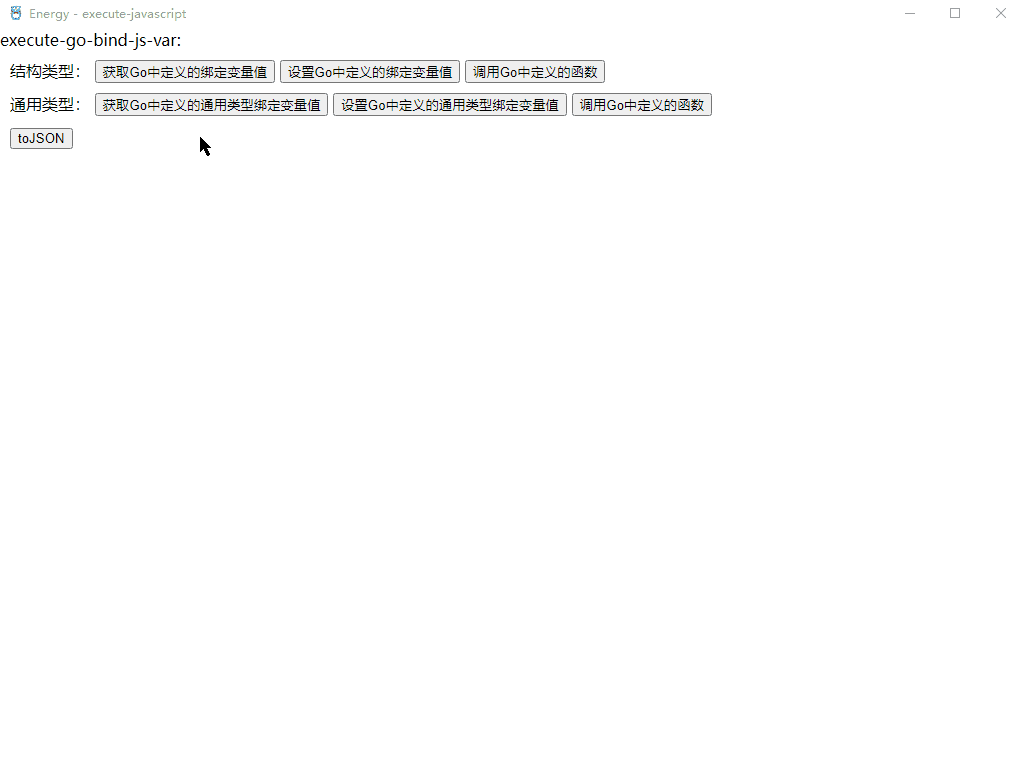 Energy - execute-javascript
execute-go-bind-js-var:
结构类型： 获取Go中定义的绑定变量值 设置Go中定义的绑定变量值 调用Go中定义的函数
通用类型： 获取Go中定义的通用类型绑定变量值 设置Go中定义的通用类型绑定变量值 调用Go中定义的函数
toJSON